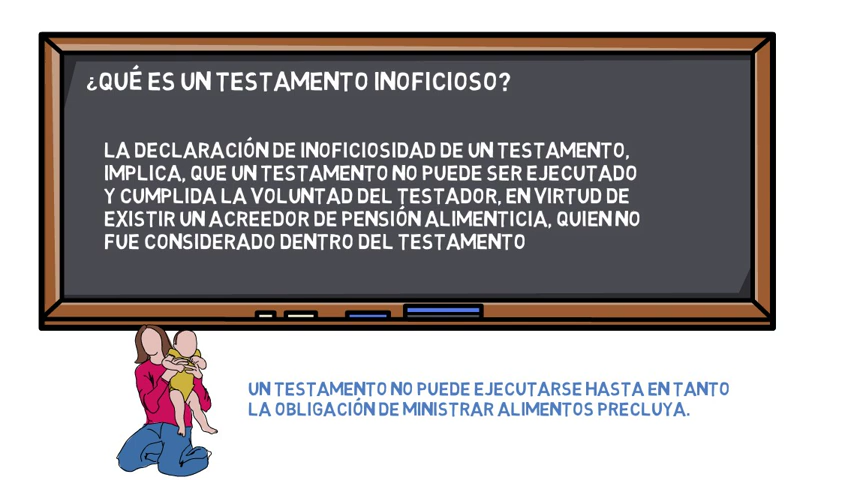 ¿QUÉ ES UN TESTAMENTO INOFICIOSO?
LA DECLARACIÓN DE INOFICIOSIDAD DE UN TESTAMENTO,
IMPLICA, QUE UN TESTAMENTO NO PUEDE SER EJECUTADO
Y CUMPLIDA LA VOLUNTAD DEL TESTADOR, EN VIRTUD DE
EXISTIR UN ACREEDOR DE PENSIÓN ALIMENTICIA, QUIEN NO
FUE CONSIDERADO DENTRO DEL TESTAMENTO
UN TESTAMENTO NO PUEDE EJECUTARSE HASTA EN TANTO
LA OBLIGACIÓN DE MINISTRAR ALIMENTOS PRECLUYA.